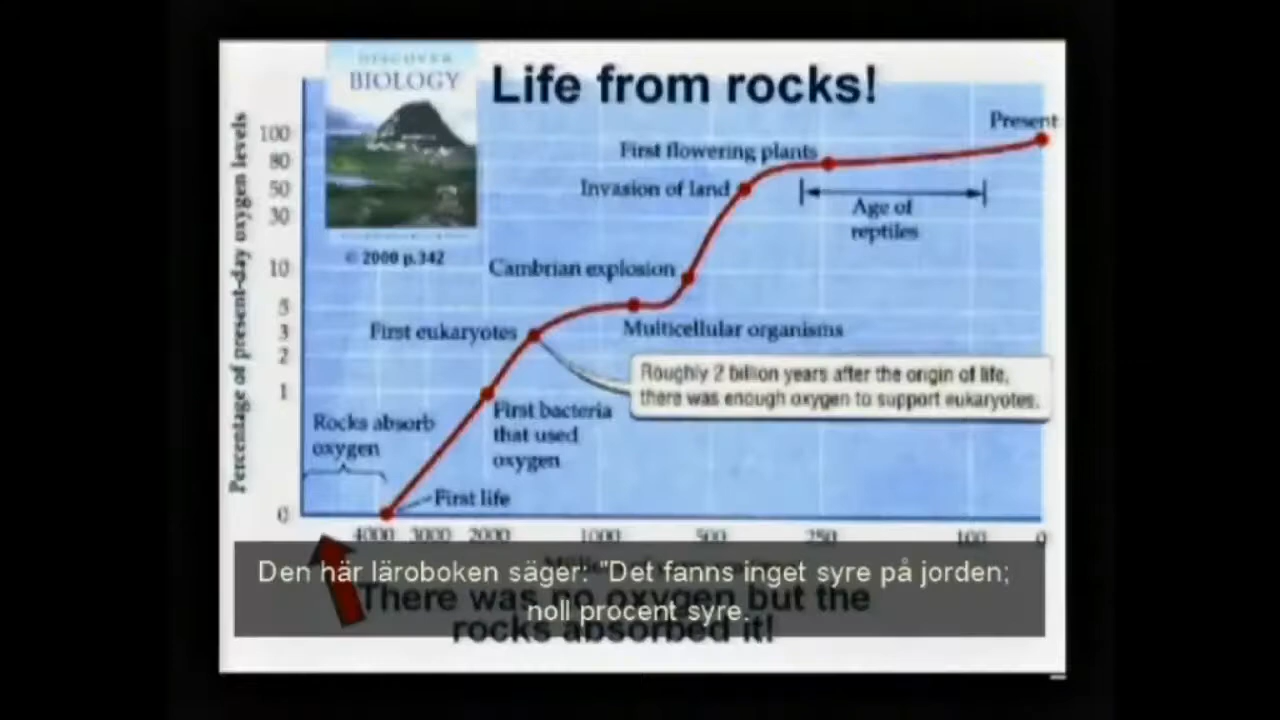 DISCOVER
BIOLOGY
Life from rocks!
© 2000 p.342
Percentage of present-day oxygen levels
100
80
50
30
10
5
3
2
1
0
Present
First flowering plants
Invasion of land
Age of
reptiles
Cambrian explosion
First eukaryotes
Multicellular organisms
Roughly 2 billion years after the origin of life,
there was enough oxygen to support eukaryotes.
First bacteria
that used
oxygen
Rocks absorb
oxygen
First life
4000 3000 2000 1000 500 250 100 0
Den här läroboken säger: "Det fanns inget syre på jorden;
noll procent syre.
There was no oxygen but the
rocks absorbed it!